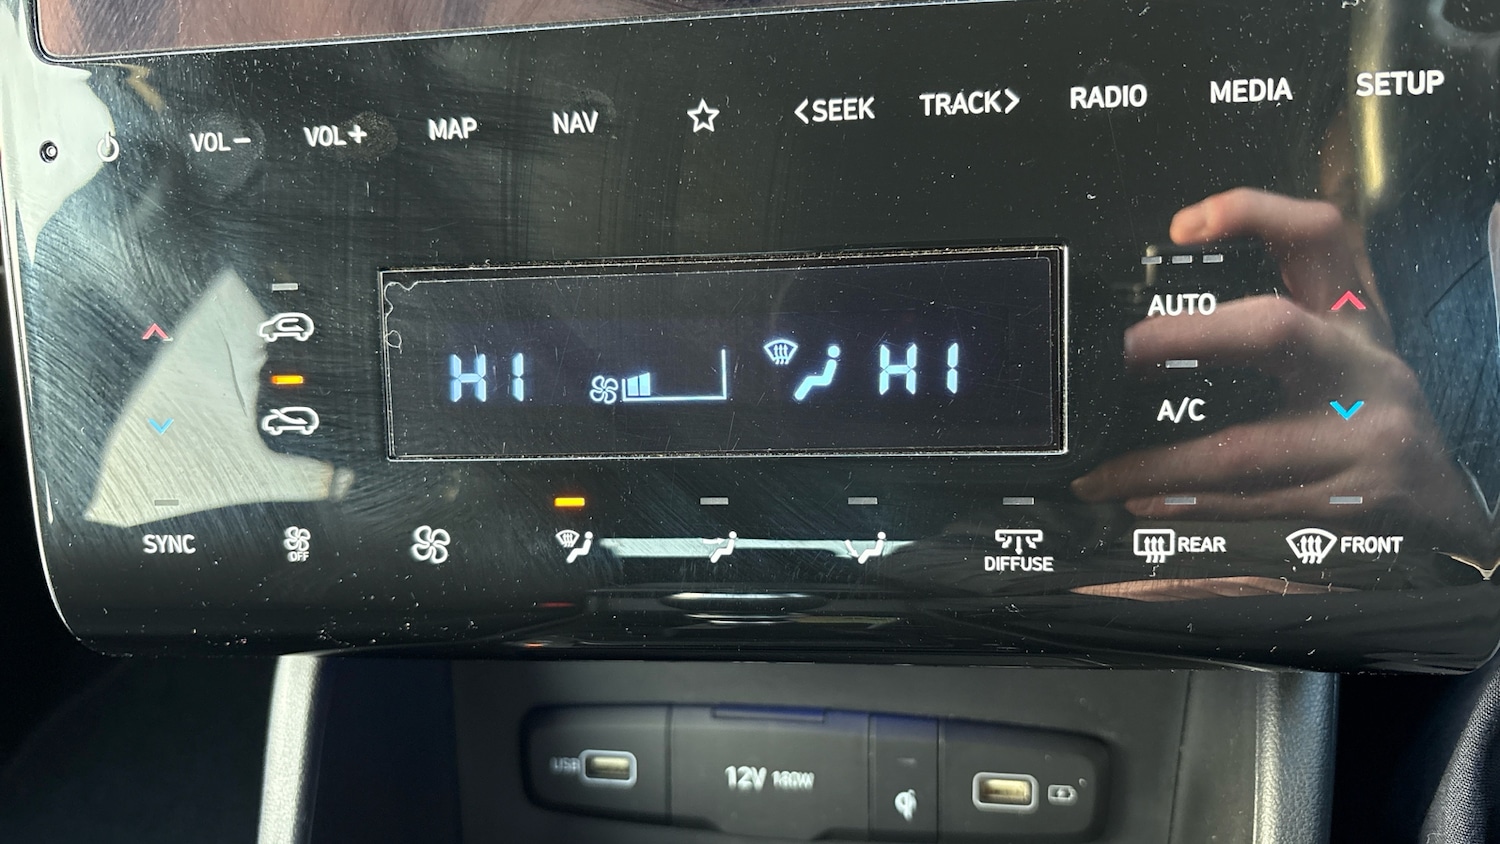 VOL− VOL+ MAP NAV <SEEK TRACK> RADIO MEDIA SETUP
AUTO
HI HI
A/C
SYNC OFF DIFFUSE REAR FRONT
USB 12V 180W